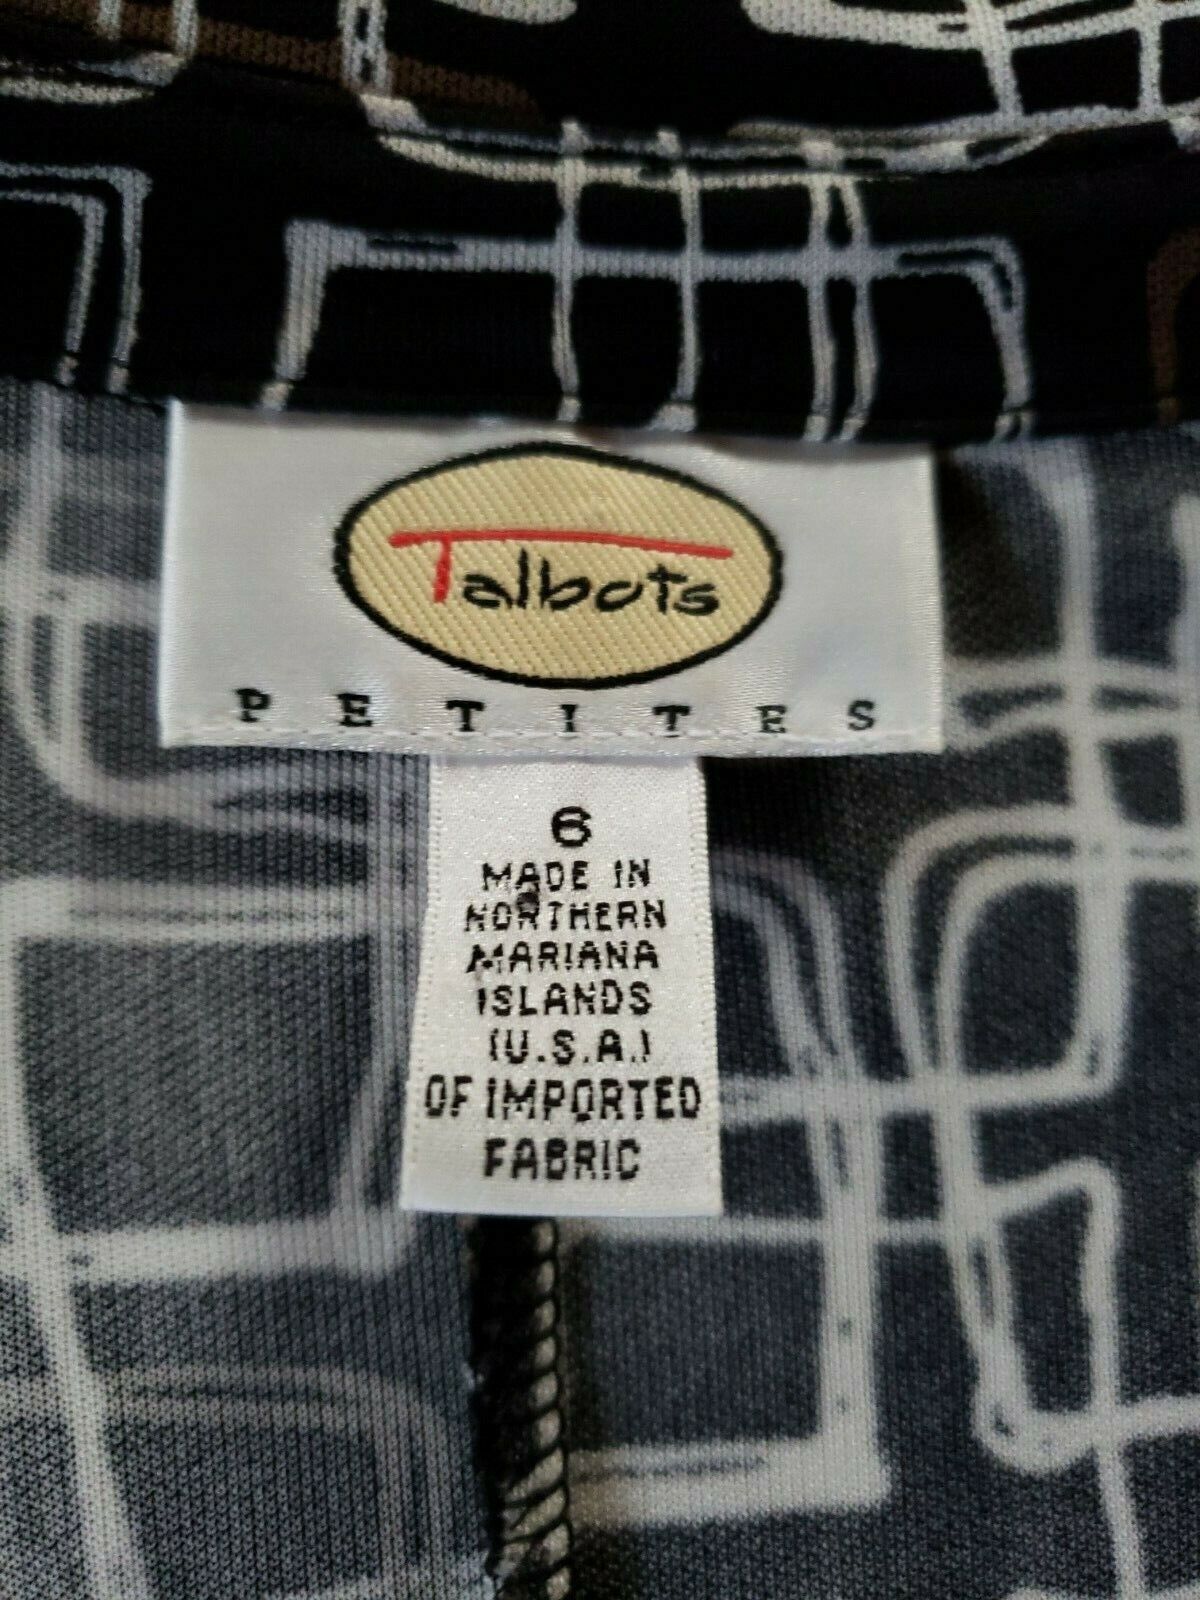 Talbots
PETITES
6
MADE IN
NORTHERN
MARIANA
ISLANDS
(U.S.A.)
OF IMPORTED
FABRIC